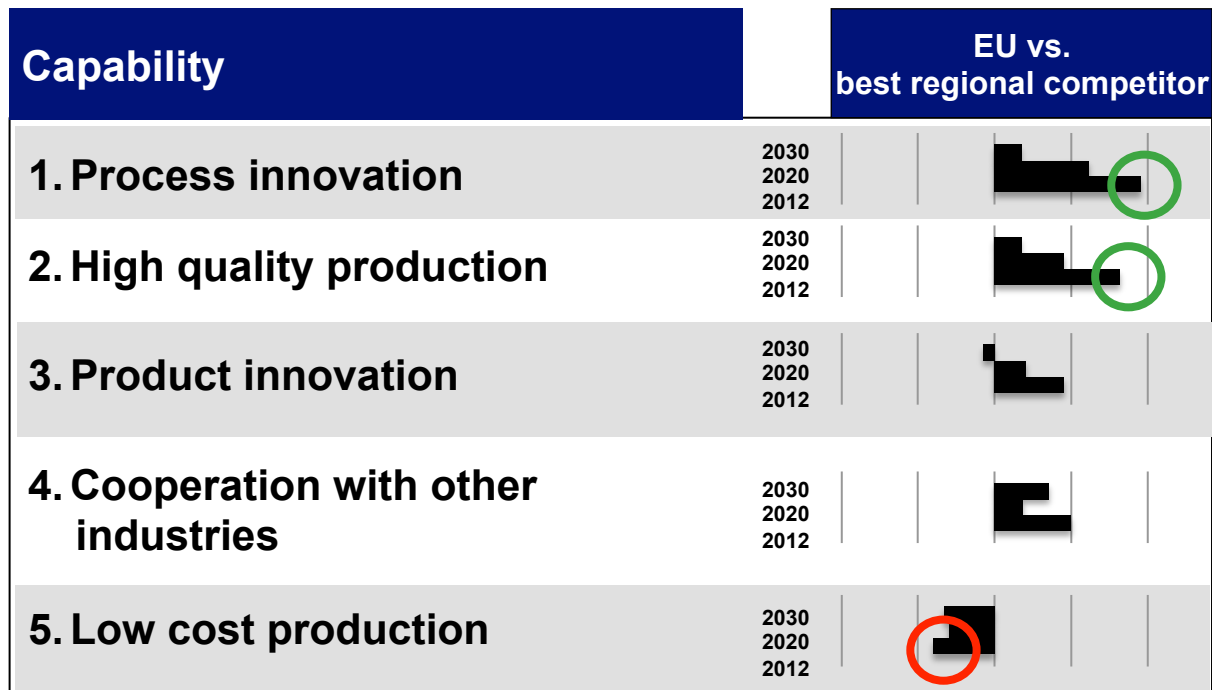 Capability
EU vs.
best regional competitor
1. Process innovation
2030
2020
2012
2. High quality production
2030
2020
2012
3. Product innovation
2030
2020
2012
4. Cooperation with other
industries
2030
2020
2012
5. Low cost production
2030
2020
2012